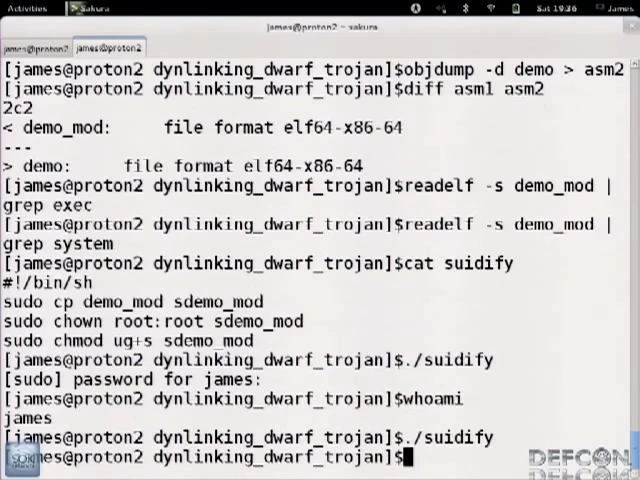 Activities
Sakura
Sat 19:36
James
james@proton2 ~ sakura
james@proton2
james@proton2
[james@proton2 dynlinking_dwarf_trojan]$objdump -d demo > asm2
[james@proton2 dynlinking_dwarf_trojan]$diff asm1 asm2
2c2
< demo_mod:     file format elf64-x86-64
---
> demo:     file format elf64-x86-64
[james@proton2 dynlinking_dwarf_trojan]$readelf -s demo_mod |
grep exec
[james@proton2 dynlinking_dwarf_trojan]$readelf -s demo_mod |
grep system
[james@proton2 dynlinking_dwarf_trojan]$cat suidify
#!/bin/sh
sudo cp demo_mod sdemo_mod
sudo chown root:root sdemo_mod
sudo chmod ug+s sdemo_mod
[james@proton2 dynlinking_dwarf_trojan]$./suidify
[sudo] password for james:
[james@proton2 dynlinking_dwarf_trojan]$whoami
james
[james@proton2 dynlinking_dwarf_trojan]$./suidify
[james@proton2 dynlinking_dwarf_trojan]$
DEFCON